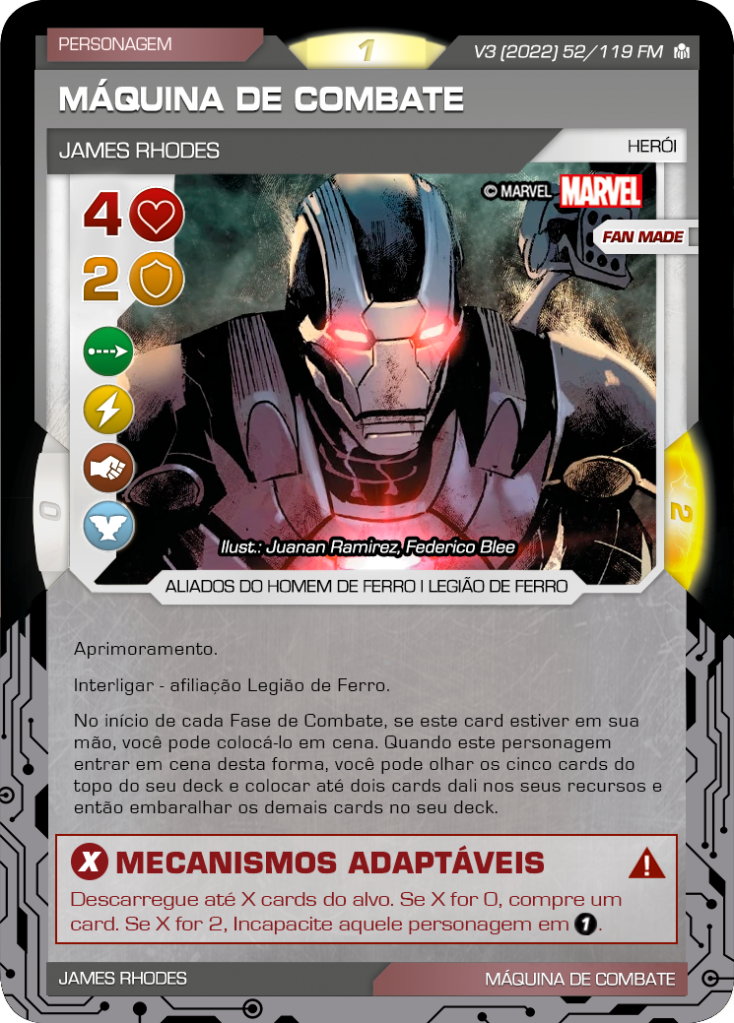 PERSONAGEM
1
V3 (2022) 52/119 FM
MÁQUINA DE COMBATE
JAMES RHODES
HERÓI
© MARVEL MARVEL
4
FAN MADE
2
0
2
Ilust.: Juanan Ramirez, Federico Blee
ALIADOS DO HOMEM DE FERRO | LEGIÃO DE FERRO
Aprimoramento.
Interligar - afiliação Legião de Ferro.
No início de cada Fase de Combate, se este card estiver em sua
mão, você pode colocá-lo em cena. Quando este personagem
entrar em cena desta forma, você pode olhar os cinco cards do
topo do seu deck e colocar até dois cards dali nos seus recursos e
então embaralhar os demais cards no seu deck.
X MECANISMOS ADAPTÁVEIS
Descarregue até X cards do alvo. Se X for 0, compre um
card. Se X for 2, Incapacite aquele personagem em 1.
JAMES RHODES
MÁQUINA DE COMBATE